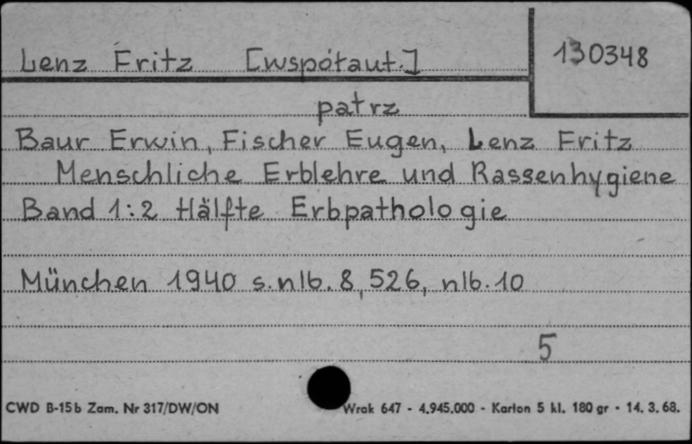 Lenz Fritz [współaut.] 130348
patrz
Baur Erwin, Fischer Eugen, Lenz Fritz
Menschliche Erblehre und Rassenhygiene
Band 1:2 Hälfte Erbpathologie
München 1940 s. nlb. 8, 526, nlb. 10
5
CWD B-15b Zam. Nr 317/DW/ON Wrak 647 - 4.945.000 - Karton 5 kl. 180 gr - 14. 3. 68.